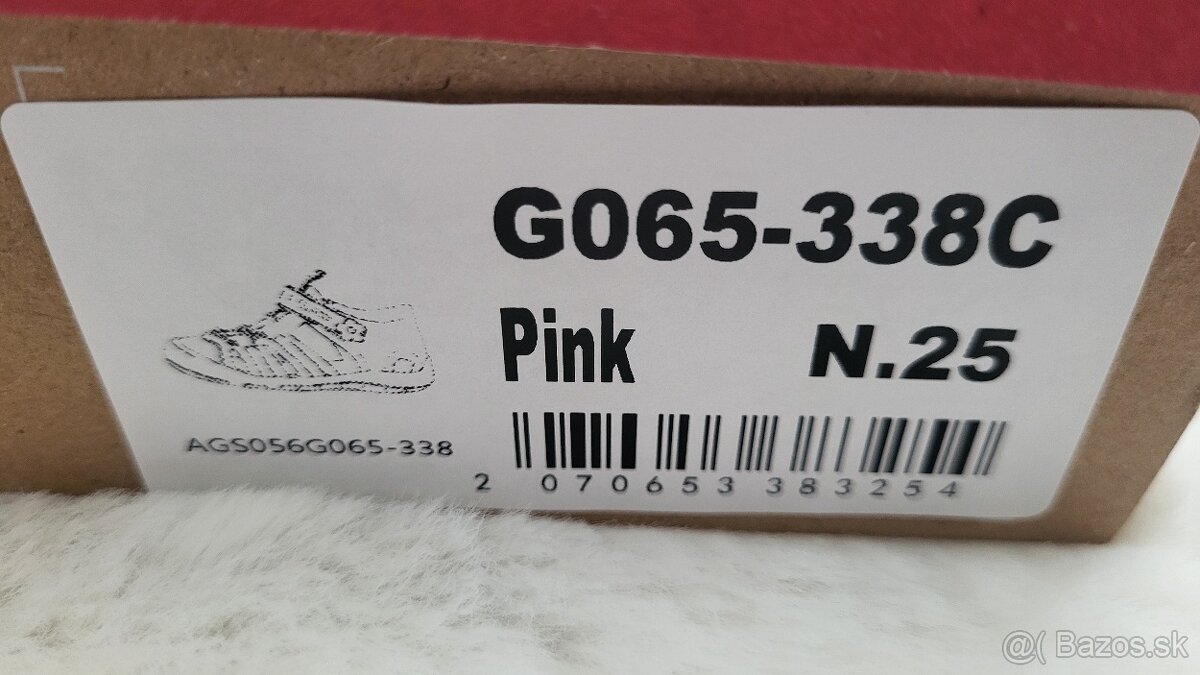 G065-338C
Pink N.25
AGS056G065-338
2 070653 383254
@( Bazos.sk